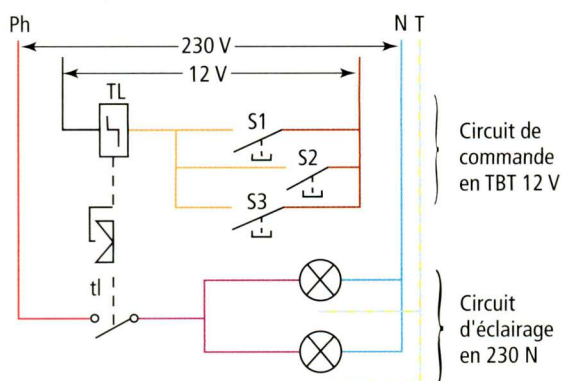 Ph
N T
230 V
12 V
TL
S1
S2
S3
tl
Circuit de
commande
en TBT 12 V
Circuit
d'éclairage
en 230 N